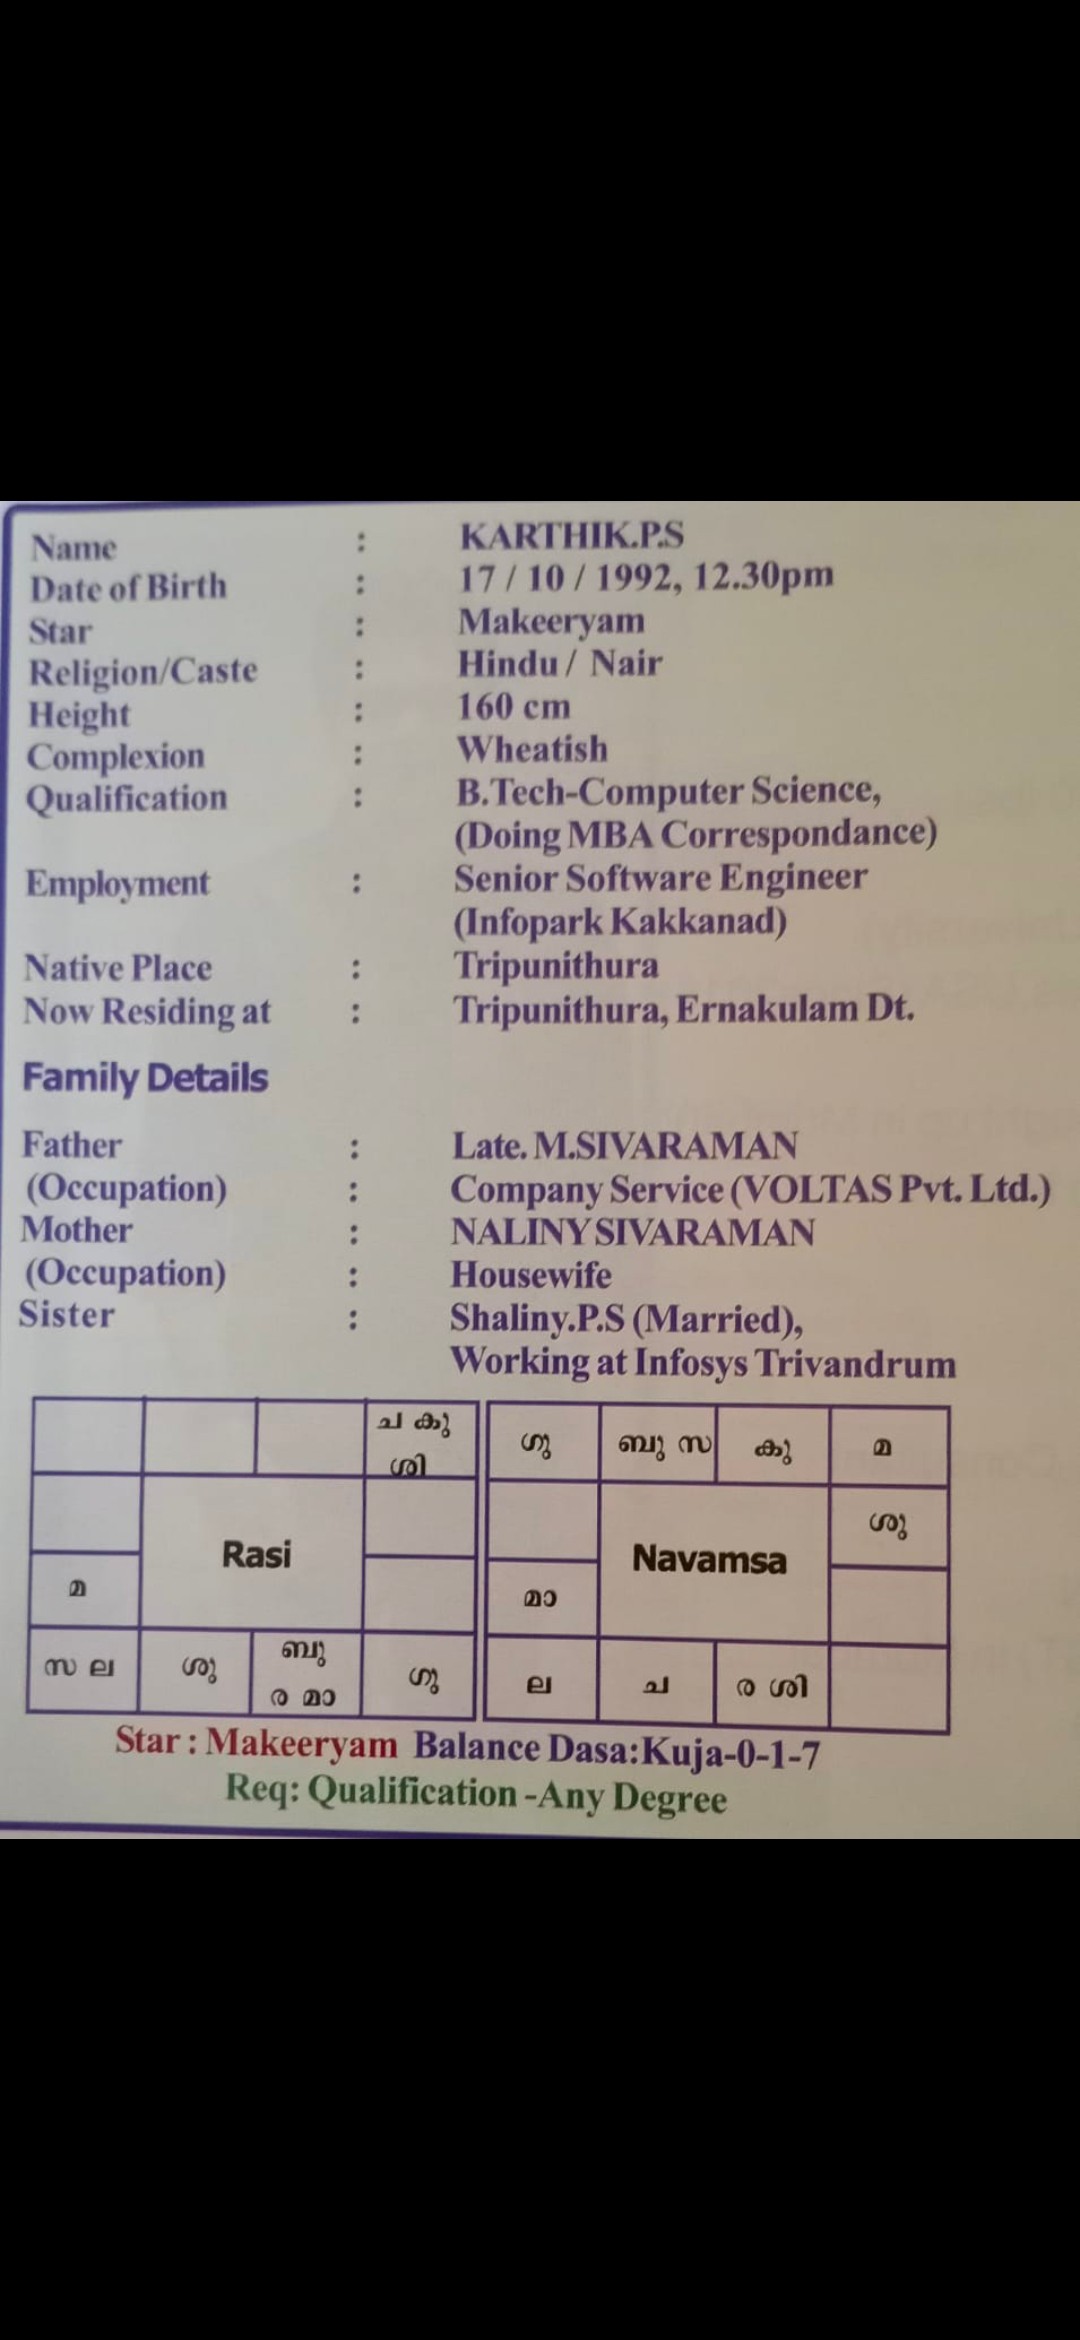 Name : KARTHIK.P.S
Date of Birth : 17 / 10 / 1992, 12.30pm
Star : Makeeryam
Religion/Caste : Hindu / Nair
Height : 160 cm
Complexion : Wheatish
Qualification : B.Tech-Computer Science,
(Doing MBA Correspondance)
Employment : Senior Software Engineer
(Infopark Kakkanad)
Native Place : Tripunithura
Now Residing at : Tripunithura, Ernakulam Dt.
Family Details
Father : Late. M.SIVARAMAN
(Occupation) : Company Service (VOLTAS Pvt. Ltd.)
Mother : NALINY SIVARAMAN
(Occupation) : Housewife
Sister : Shaliny.P.S (Married),
Working at Infosys Trivandrum
ച കു
ശി
Rasi
മ
സ ല ശു ബു
ര മാ ഗു
ഗു ബു സ കു മ
ശു
Navamsa
മാ
ല ച ര ശി
Star : Makeeryam Balance Dasa:Kuja-0-1-7
Req: Qualification -Any Degree